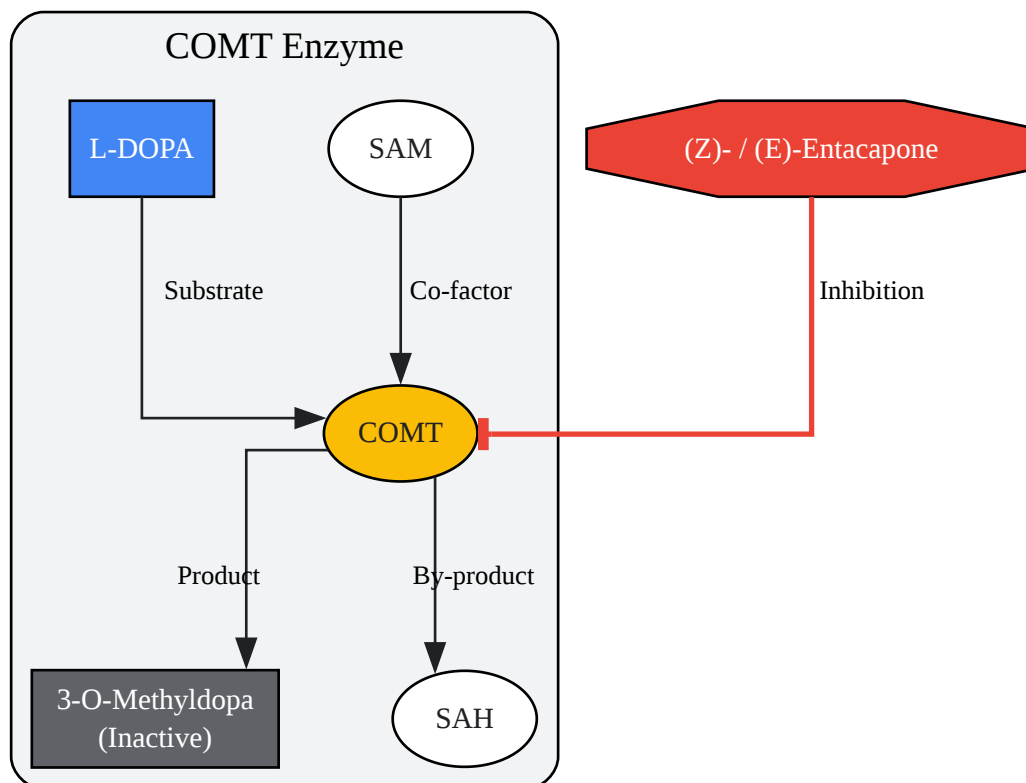 COMT Enzyme
L-DOPA
SAM
(Z)- / (E)-Entacapone
Substrate
Co-factor
Inhibition
COMT
Product
By-product
3-O-Methyldopa
(Inactive)
SAH